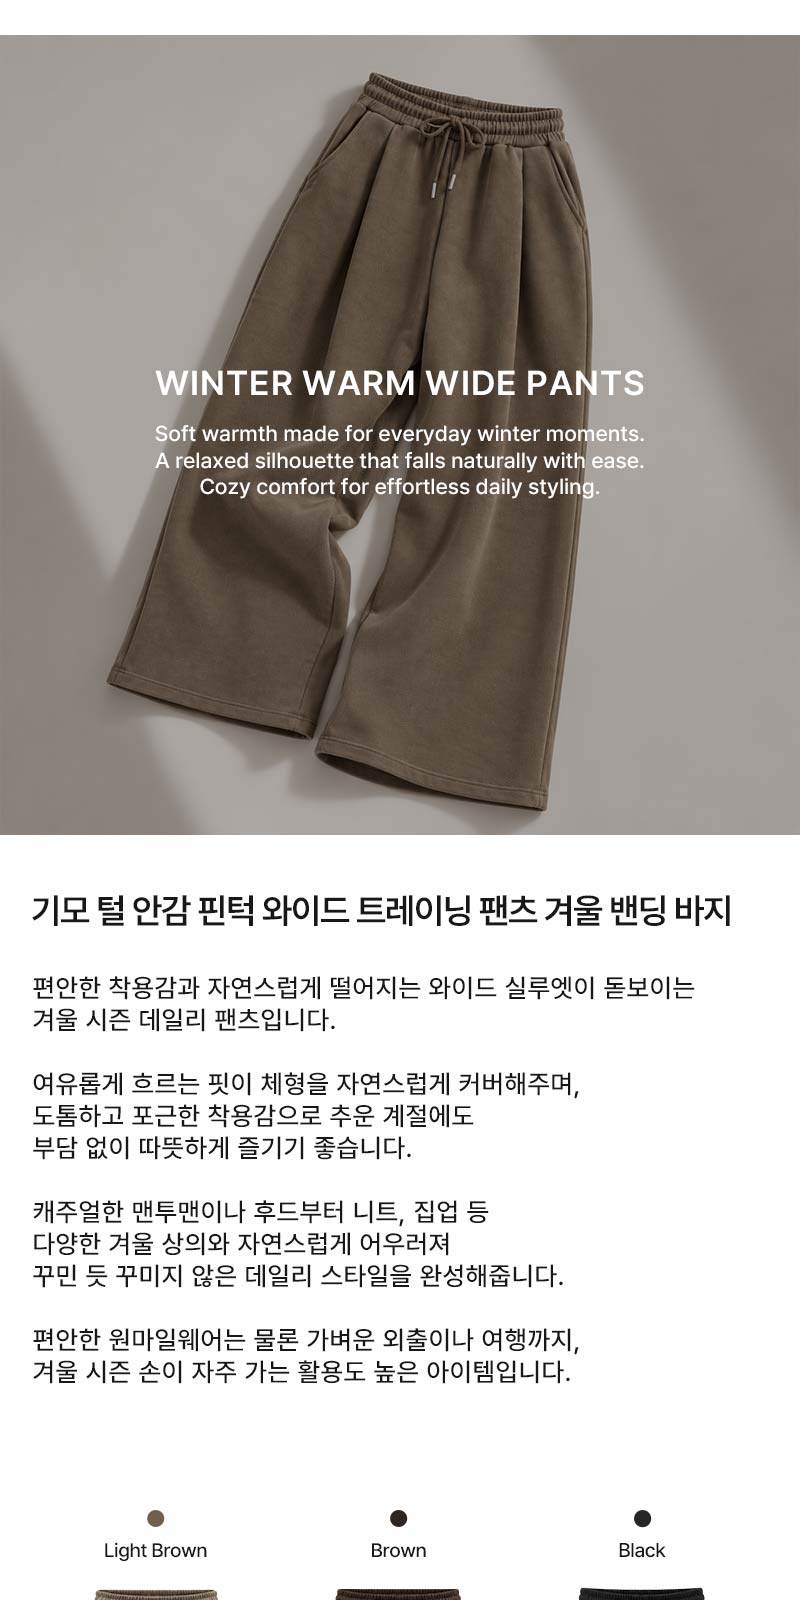 WINTER WARM WIDE PANTS
Soft warmth made for everyday winter moments.
A relaxed silhouette that falls naturally with ease.
Cozy comfort for effortless daily styling.
기모 털 안감 핀턱 와이드 트레이닝 팬츠 겨울 밴딩 바지
편안한 착용감과 자연스럽게 떨어지는 와이드 실루엣이 돋보이는
겨울 시즌 데일리 팬츠입니다.
여유롭게 흐르는 핏이 체형을 자연스럽게 커버해주며,
도톰하고 포근한 착용감으로 추운 계절에도
부담 없이 따뜻하게 즐기기 좋습니다.
캐주얼한 맨투맨이나 후드부터 니트, 집업 등
다양한 겨울 상의와 자연스럽게 어우러져
꾸민 듯 꾸미지 않은 데일리 스타일을 완성해줍니다.
편안한 원마일웨어는 물론 가벼운 외출이나 여행까지,
겨울 시즌 손이 자주 가는 활용도 높은 아이템입니다.
Light Brown
Brown
Black